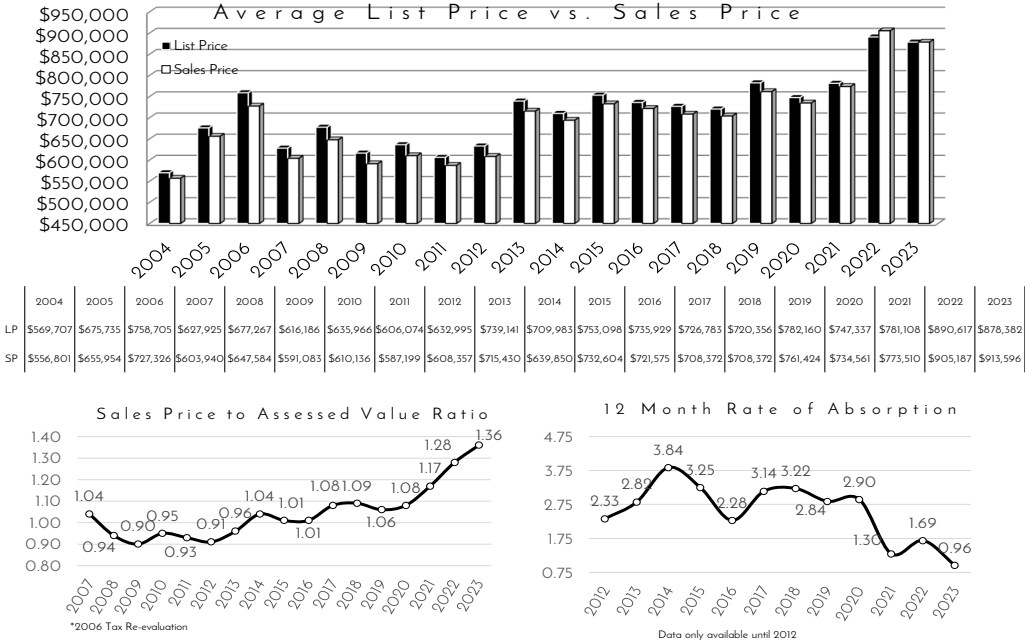 Average List Price vs. Sales Price
$950,000
$900,000
$850,000
$800,000
$750,000
$700,000
$650,000
$600,000
$550,000
$500,000
$450,000
List Price
Sales Price
2004 2005 2006 2007 2008 2009 2010 2011 2012 2013 2014 2015 2016 2017 2018 2019 2020 2021 2022 2023
2004 2005 2006 2007 2008 2009 2010 2011 2012 2013 2014 2015 2016 2017 2018 2019 2020 2021 2022 2023
LP $569,707 $675,735 $758,705 $627,925 $677,267 $616,186 $635,966 $606,074 $632,995 $739,141 $709,983 $753,098 $735,929 $726,783 $720,356 $782,160 $747,337 $781,108 $890,617 $878,382
SP $556,801 $655,954 $727,326 $603,940 $647,584 $591,083 $610,136 $587,199 $608,357 $715,430 $639,850 $732,604 $721,575 $708,372 $708,372 $761,424 $734,561 $773,510 $905,187 $913,596
Sales Price to Assessed Value Ratio
1.40
1.30
1.20
1.10
1.00
0.90
0.80
1.04 0.94 0.90 0.95 0.93 0.91 0.96 1.04 1.01 1.01 1.08 1.09 1.06 1.08 1.17 1.28 1.36
2007 2008 2009 2010 2011 2012 2013 2014 2015 2016 2017 2018 2019 2020 2021 2022 2023
*2006 Tax Re-evaluation
12 Month Rate of Absorption
4.75
3.75
2.75
1.75
0.75
2.33 2.82 3.84 3.25 2.28 3.14 3.22 2.84 2.90 1.30 1.69 0.96
2012 2013 2014 2015 2016 2017 2018 2019 2020 2021 2022 2023
Data only available until 2012